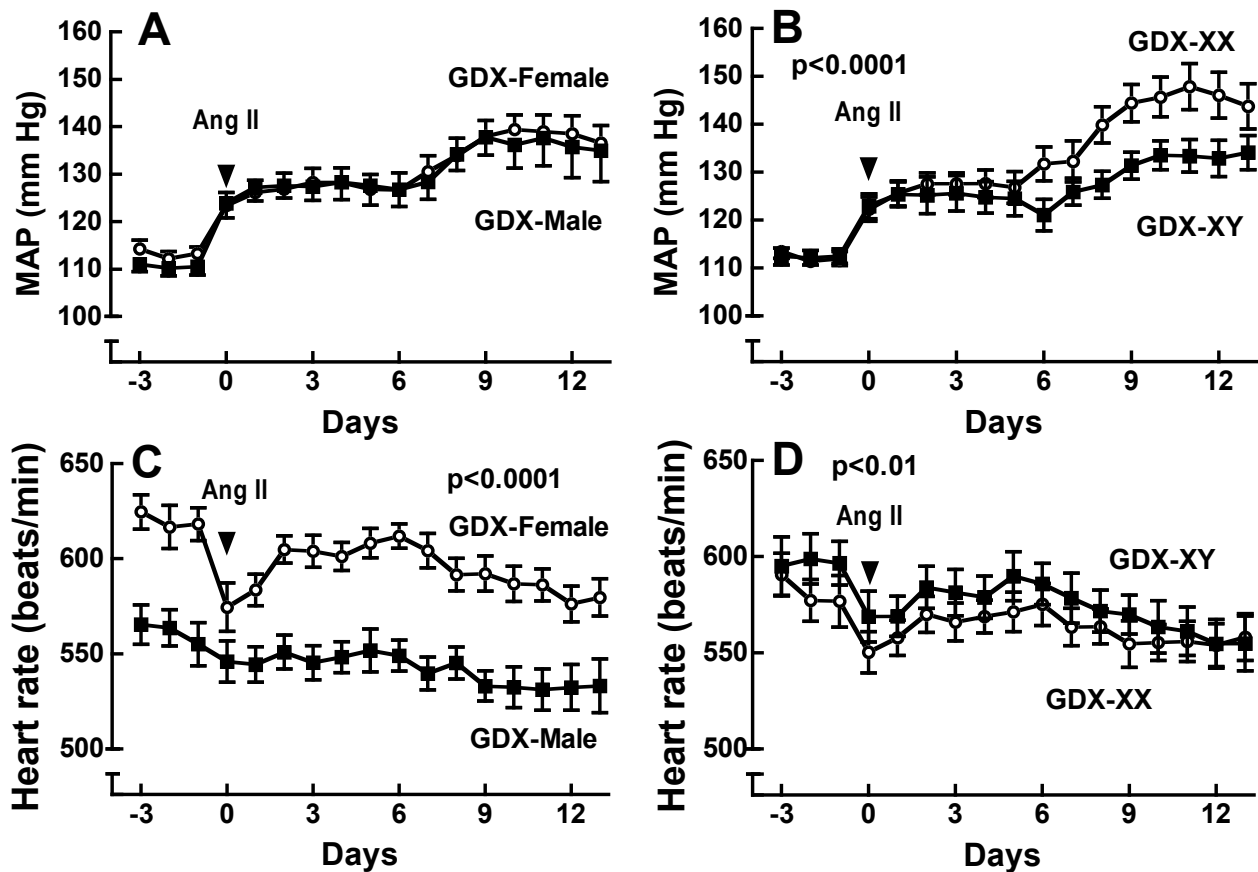 A
160
150
140
130
120
110
100
MAP (mm Hg)
GDX-Female
Ang II
GDX-Male
-3 0 3 6 9 12
Days
B
160
150
140
130
120
110
100
MAP (mm Hg)
GDX-XX
p<0.0001
Ang II
GDX-XY
-3 0 3 6 9 12
Days
C
650
600
550
500
Heart rate (beats/min)
Ang II
p<0.0001
GDX-Female
GDX-Male
-3 0 3 6 9 12
Days
D
650
600
550
500
Heart rate (beats/min)
p<0.01
Ang II
GDX-XY
GDX-XX
-3 0 3 6 9 12
Days